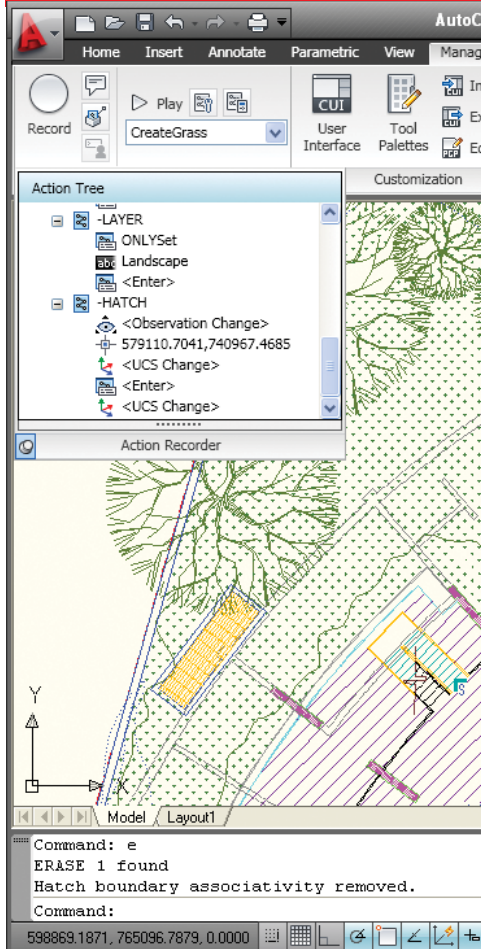 AutoC
Home Insert Annotate Parametric View Manag
Record
Play
CreateGrass
CUI
User
Interface
Tool
Palettes
Customization
Action Tree
-LAYER
ONLYSet
abc Landscape
<Enter>
-HATCH
<Observation Change>
579110.7041,740967.4685
<UCS Change>
<Enter>
<UCS Change>
Action Recorder
Y
X
S
Model Layout1
Command: e
ERASE 1 found
Hatch boundary associativity removed.
Command:
598869.1871, 765096.7879, 0.0000